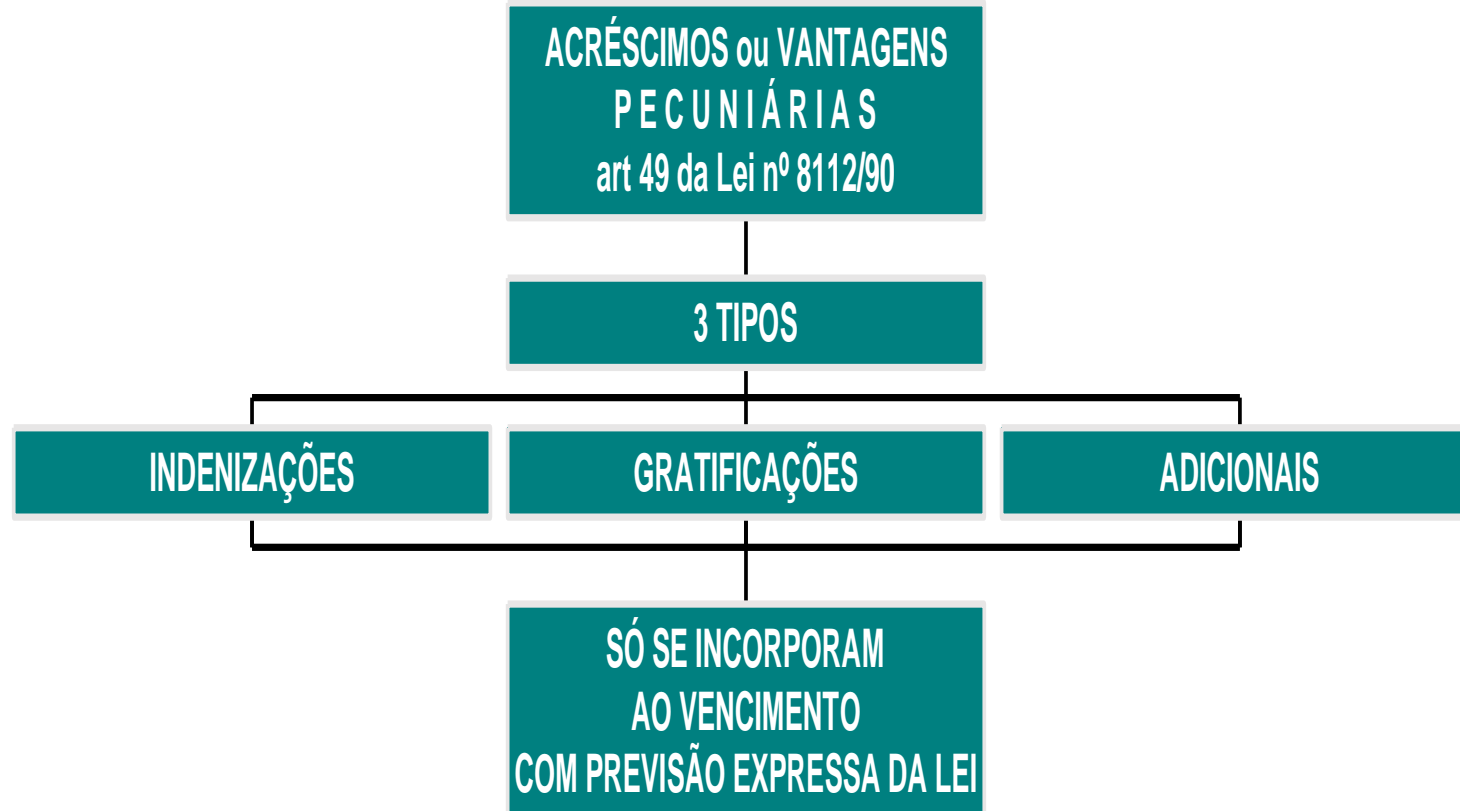 ACRÉSCIMOS ou VANTAGENS
P E C U N I Á R I A S
art 49 da Lei nº 8112/90
3 TIPOS
INDENIZAÇÕES
GRATIFICAÇÕES
ADICIONAIS
SÓ SE INCORPORAM
AO VENCIMENTO
COM PREVISÃO EXPRESSA DA LEI